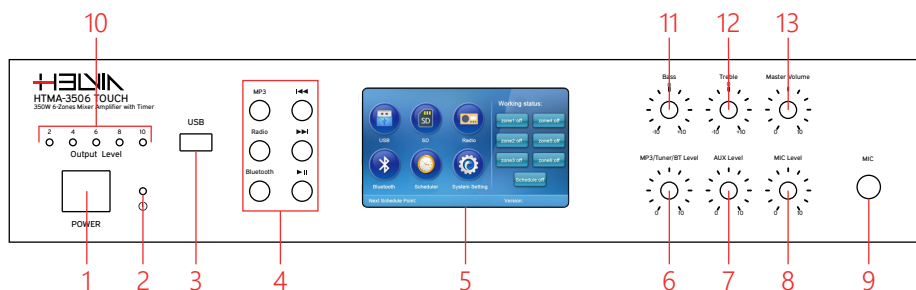 10
11
12
13
HELVIA
HTMA-3506 TOUCH
350W 6-Zones Mixer Amplifier with Timer
2 4 6 8 10
Output Level
POWER
USB
MP3
Radio
Bluetooth
USB
SD
SD
Radio
Bluetooth
Scheduler
System Setting
Working status:
zone1:off
zone4:off
zone2:off
zone5:off
zone3:off
zone6:off
Schedule:off
Next Schedule Point:
Version:
Bass
0
-10 +10
Treble
0
-10 +10
Master Volume
0 10
MP3/Tuner/BT Level
0 10
AUX Level
0 10
MIC Level
0 10
MIC
1
2
3
4
5
6
7
8
9